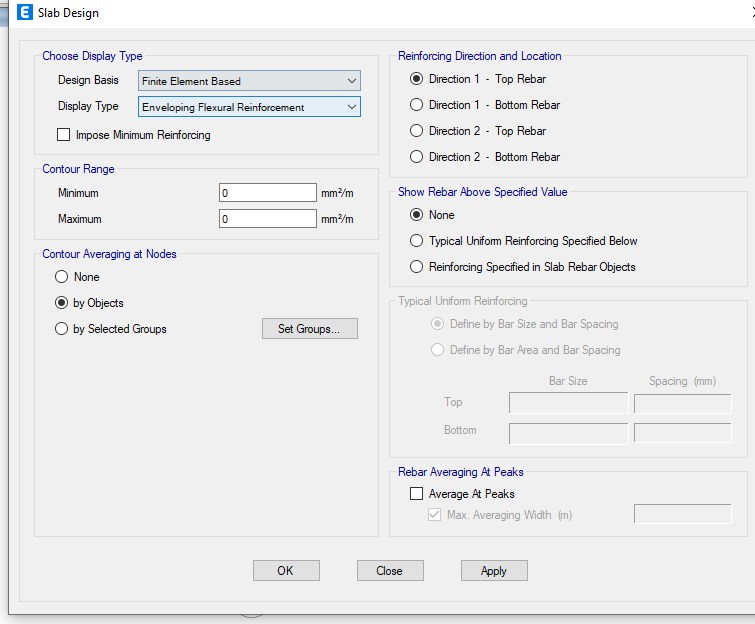 E Slab Design
Choose Display Type
Design Basis Finite Element Based
Display Type Enveloping Flexural Reinforcement
Impose Minimum Reinforcing
Contour Range
Minimum 0 mm²/m
Maximum 0 mm²/m
Contour Averaging at Nodes
None
by Objects
by Selected Groups Set Groups...
Reinforcing Direction and Location
Direction 1 - Top Rebar
Direction 1 - Bottom Rebar
Direction 2 - Top Rebar
Direction 2 - Bottom Rebar
Show Rebar Above Specified Value
None
Typical Uniform Reinforcing Specified Below
Reinforcing Specified in Slab Rebar Objects
Typical Uniform Reinforcing
Define by Bar Size and Bar Spacing
Define by Bar Area and Bar Spacing
Bar Size Spacing (mm)
Top
Bottom
Rebar Averaging At Peaks
Average At Peaks
Max. Averaging Width (m)
OK Close Apply